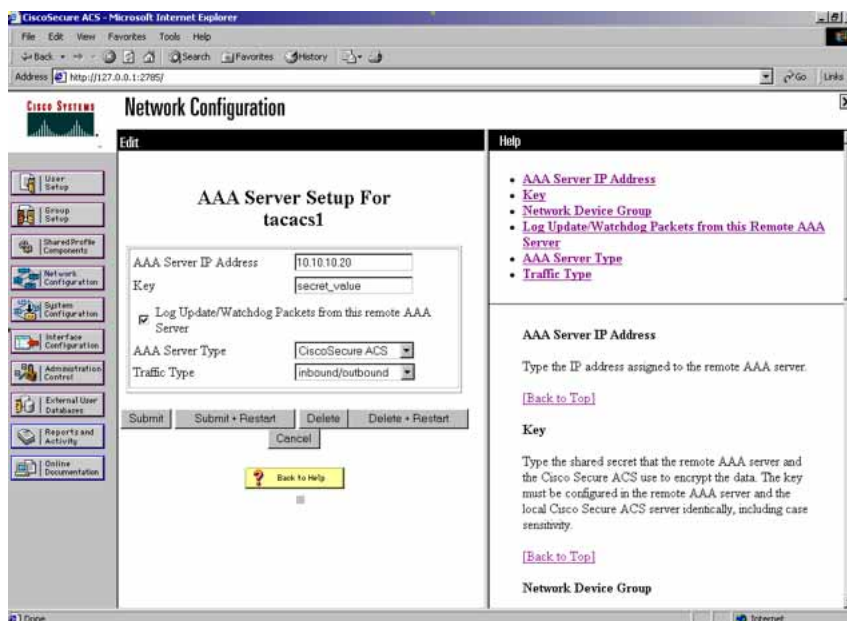 CiscoSecure ACS - Microsoft Internet Explorer
File Edit View Favorites Tools Help
Back Search Favorites History
Address http://127.0.0.1:2785/ Go Links
CISCO SYSTEMS
Network Configuration
Edit
Help
User Setup
Group Setup
Shared Profile Components
Network Configuration
System Configuration
Interface Configuration
Administration Control
External User Databases
Reports and Activity
Online Documentation
AAA Server Setup For
tacacs1
AAA Server IP Address 10.10.10.20
Key secret_value
Log Update/Watchdog Packets from this remote AAA
Server
AAA Server Type CiscoSecure ACS
Traffic Type inbound/outbound
Submit Submit + Restart Delete Delete + Restart
Cancel
? Back to Help
• AAA Server IP Address
• Key
• Network Device Group
• Log Update/Watchdog Packets from this Remote AAA
Server
• AAA Server Type
• Traffic Type
AAA Server IP Address
Type the IP address assigned to the remote AAA server.
[Back to Top]
Key
Type the shared secret that the remote AAA server and
the Cisco Secure ACS use to encrypt the data. The key
must be configured in the remote AAA server and the
local Cisco Secure ACS server identically, including case
sensitivity.
[Back to Top]
Network Device Group
Done
Internet